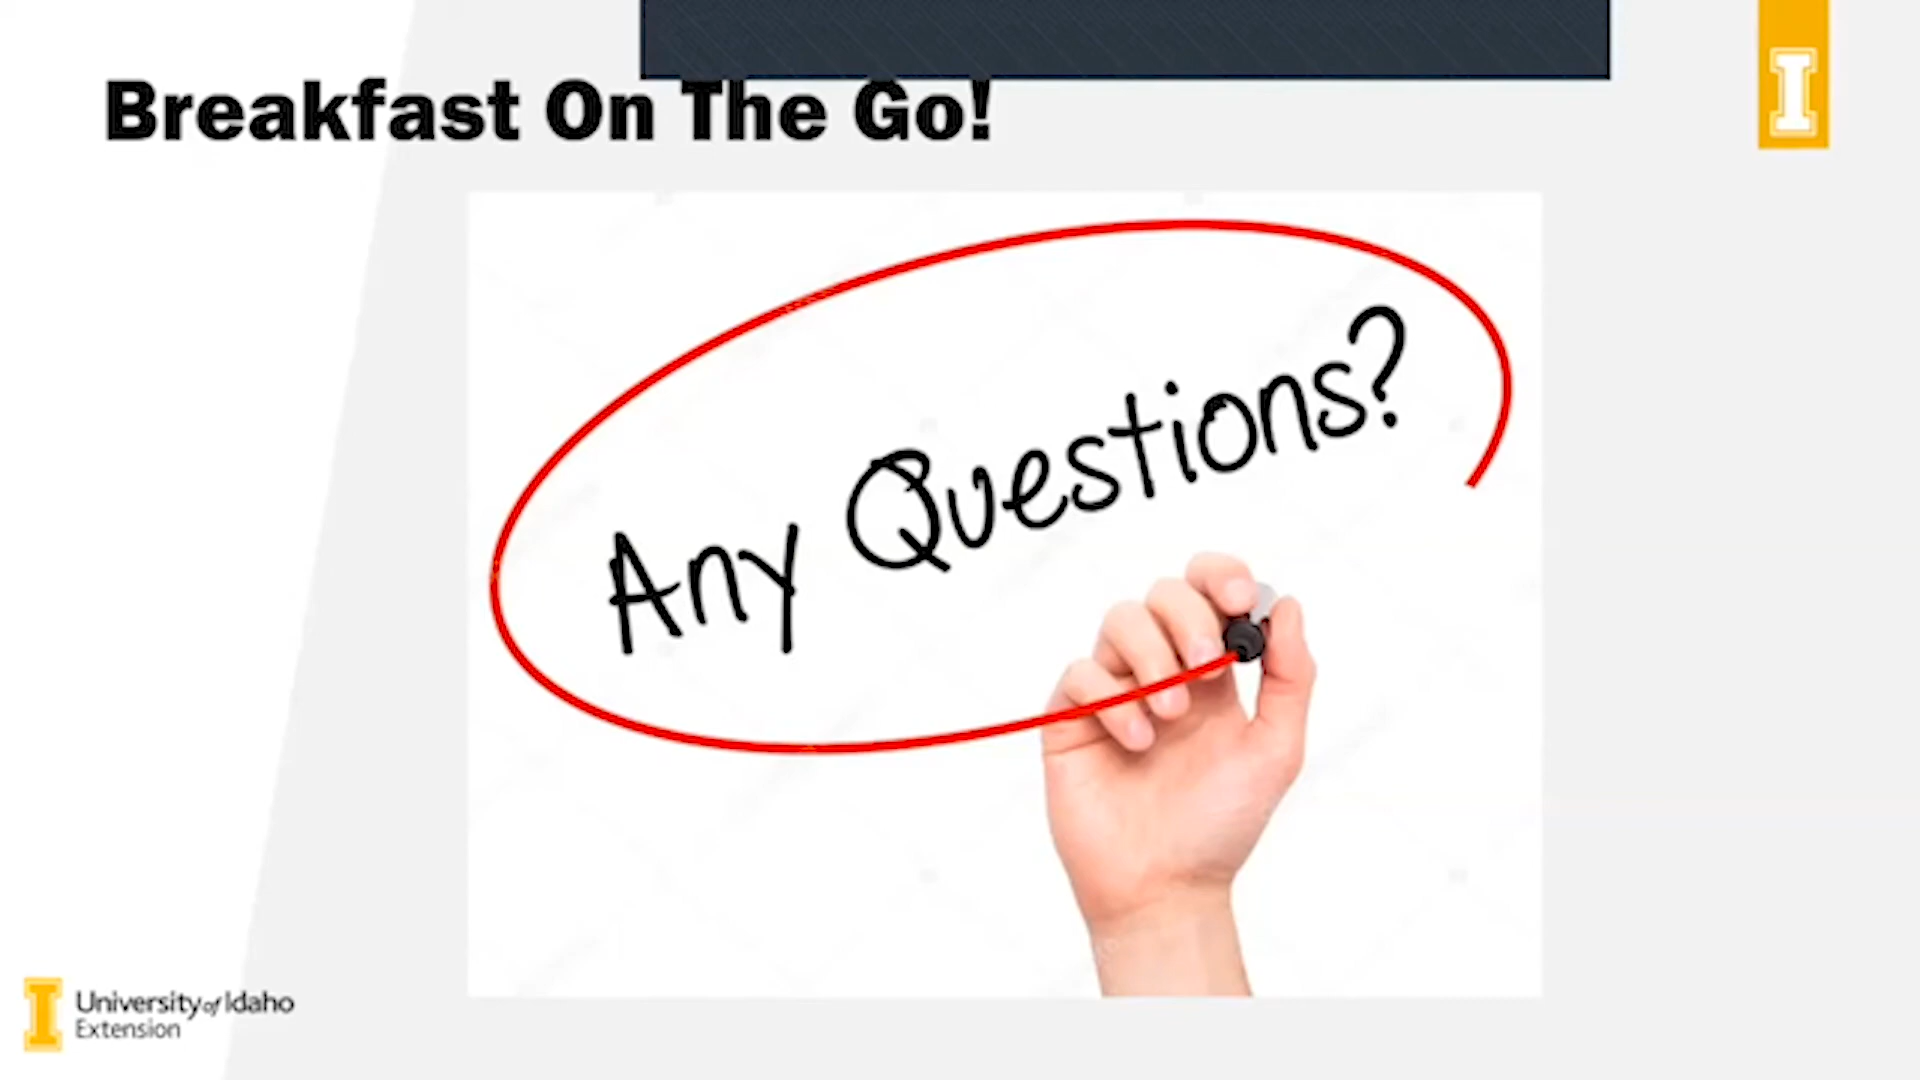 Breakfast On The Go!
I
Any Questions?
I
University of Idaho
Extension